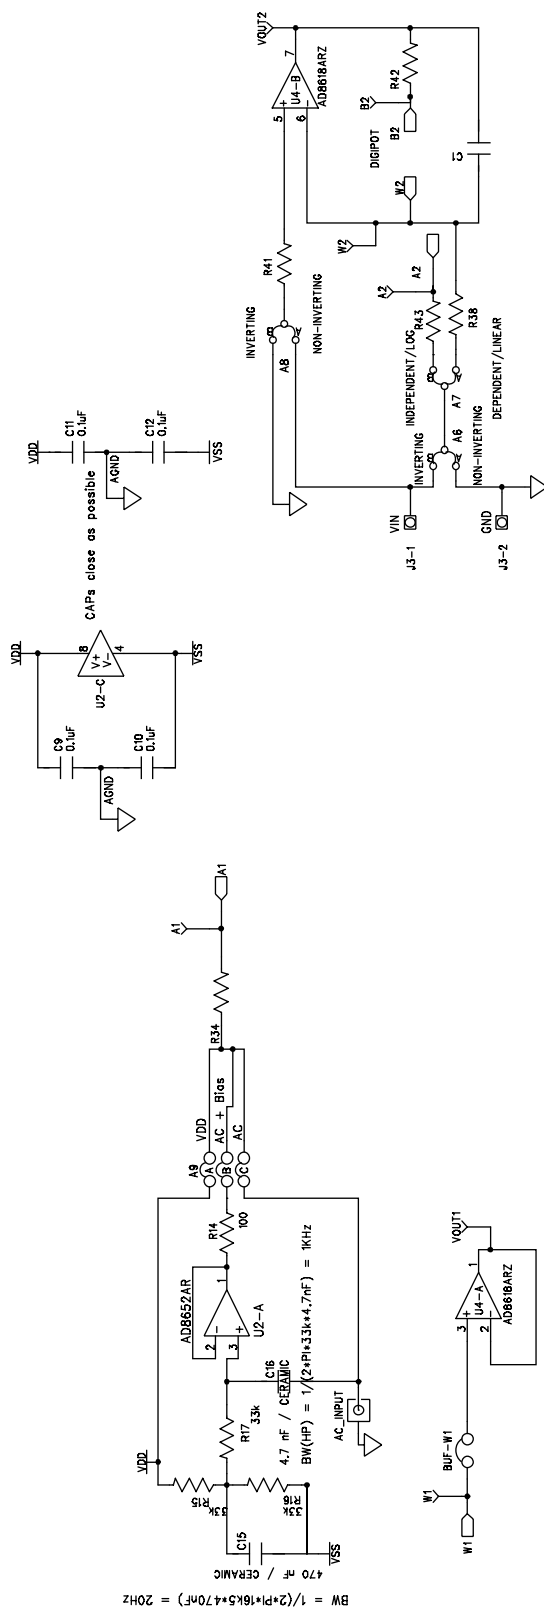 VDD
C11
0.1uF
AGND
C12
0.1uF
VSS
CAPs close as possible
VDD
C9
0.1uF
AGND
C10
0.1uF
8
V+
V-
4
U2-C
VSS
VOUT2
7
U4-B
AD8618ARZ
5
+
6
-
R42
B2
B2
DIGIPOT
C1
W2
W2
R41
INVERTING
A8
A
NON-INVERTING
A2
A2
R43
R38
INDEPENDENT/LOG
B
A7
A
DEPENDENT/LINEAR
INVERTING
B
A6
A
NON-INVERTING
VIN
J3-1
GND
J3-2
A1
A1
R34
VDD
AC + Bias
AC
A9
A
B
C
R14
100
AD8652AR
2
-
3
+
1
U2-A
C16
4.7 nF / CERAMIC
BW(HP) = 1/(2*PI*33k*4.7nF) = 1KHz
R17
33k
AC_INPUT
VDD
R15
33k
R16
33k
C15
470 nF / CERAMIC
VSS
BW = 1/(2*PI*16k5*470nF) = 20Hz
VOUT1
1
U4-A
AD8618ARZ
3
+
2
-
BUF-W1
W1
W1